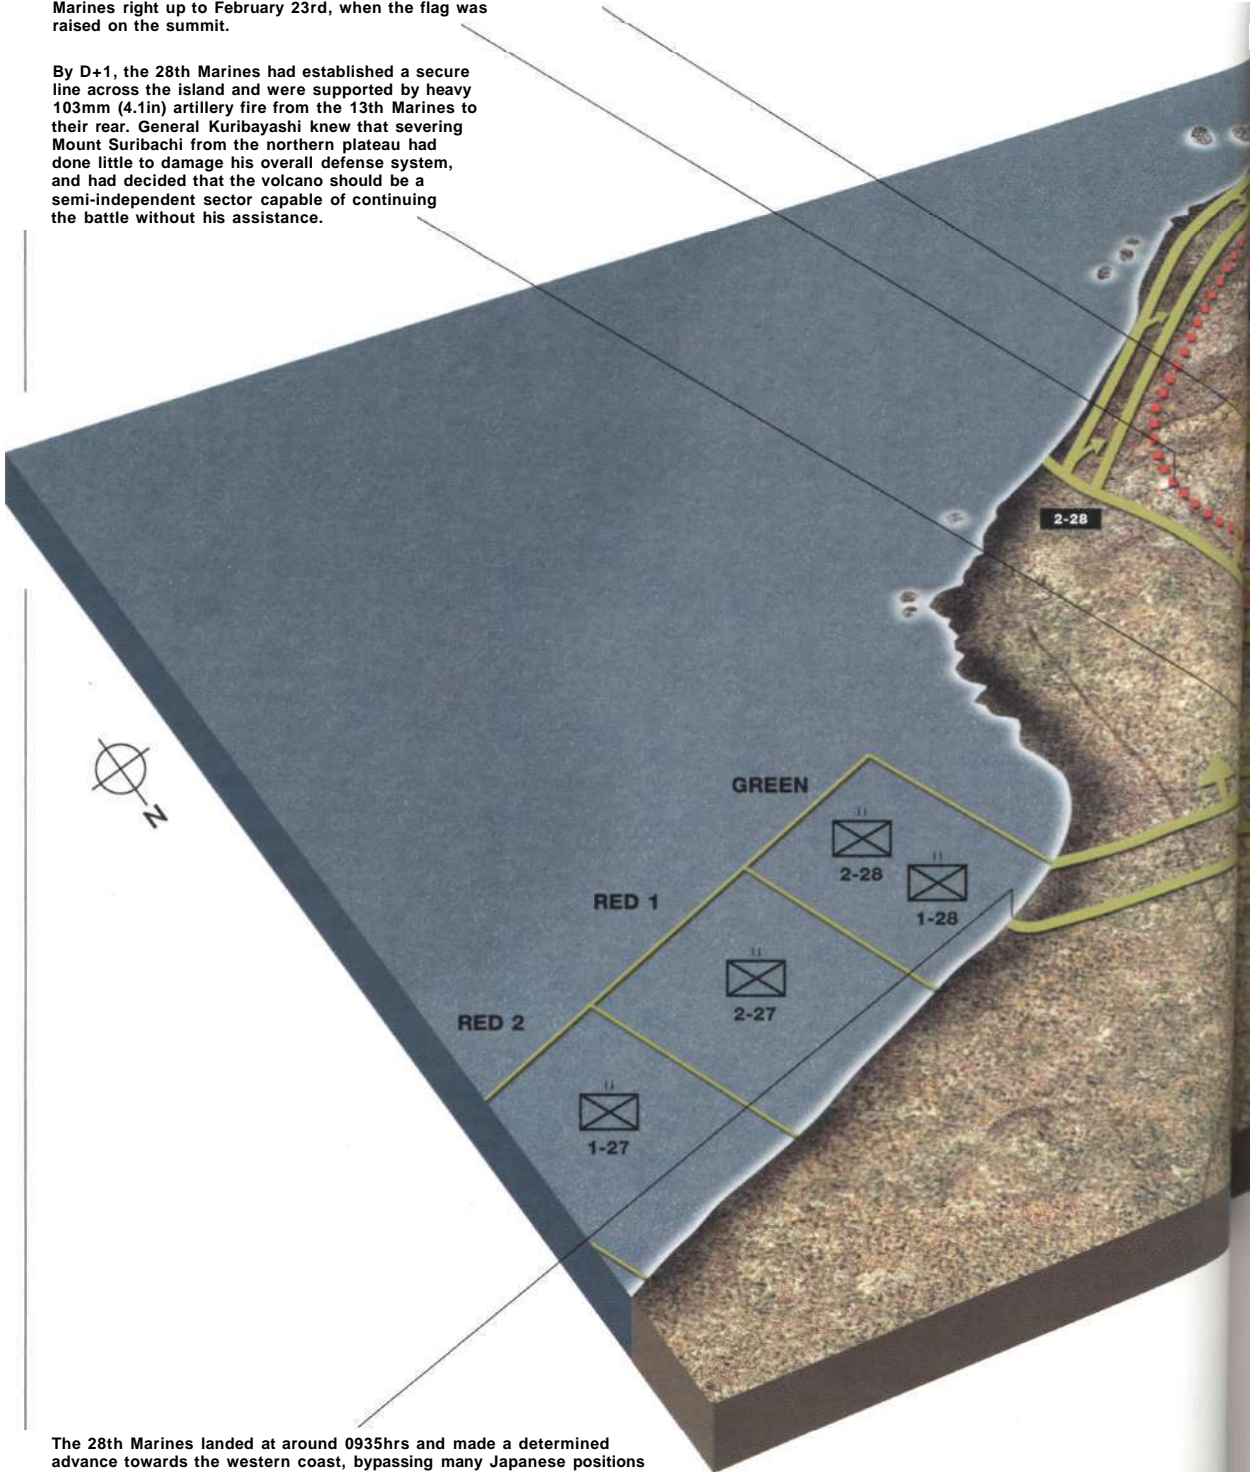 Marines right up to February 23rd, when the flag was
raised on the summit.
By D+1, the 28th Marines had established a secure
line across the island and were supported by heavy
103mm (4.1in) artillery fire from the 13th Marines to
their rear. General Kuribayashi knew that severing
Mount Suribachi from the northern plateau had
done little to damage his overall defense system,
and had decided that the volcano should be a
semi-independent sector capable of continuing
the battle without his assistance.
2-28
N
GREEN
2-28
1-28
RED 1
2-27
RED 2
1-27
The 28th Marines landed at around 0935hrs and made a determined
advance towards the western coast, bypassing many Japanese positions